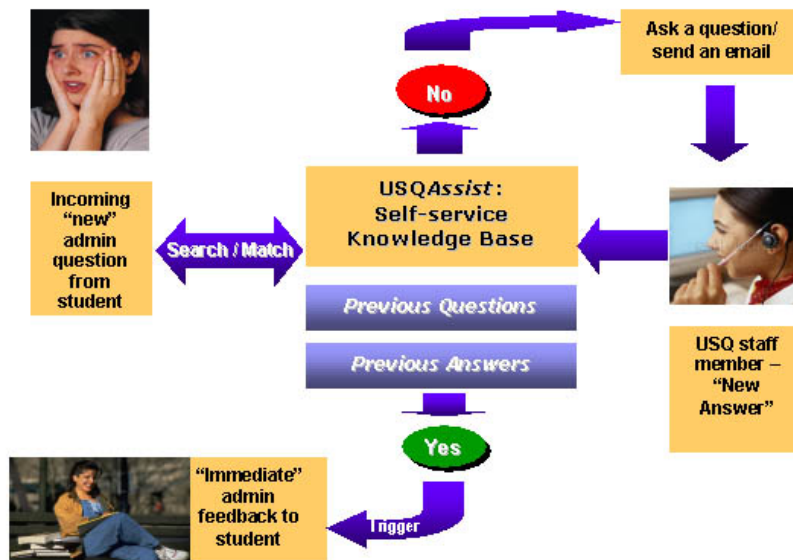 No
Ask a question/
send an email
Incoming
“new”
admin
question
from
student
Search / Match
USQAssist:
Self-service
Knowledge Base
Previous Questions
Previous Answers
USQ staff
member –
“New
Answer”
Yes
“Immediate”
admin
feedback to
student
Trigger